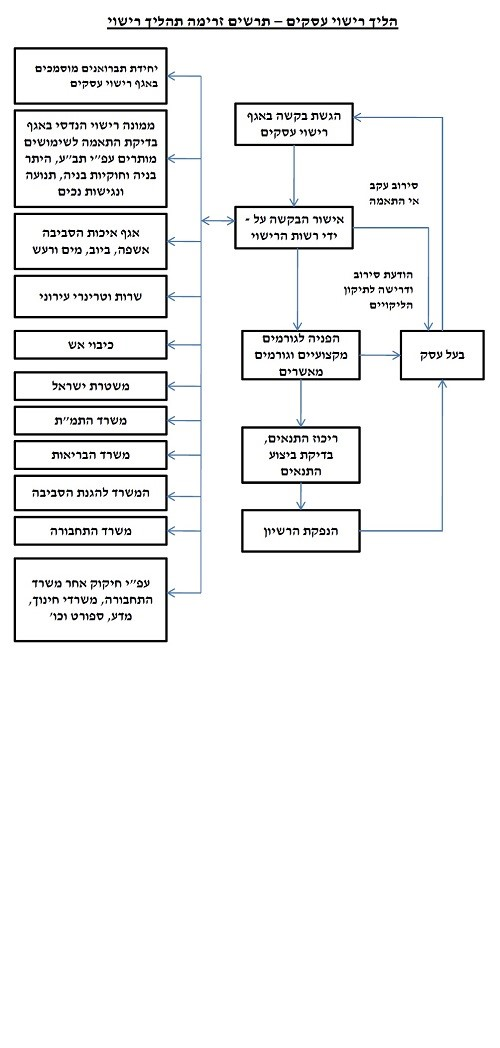 הליך רישוי עסקים – תרשים זרימה תהליך רישוי
הגשת בקשה באגף
רישוי עסקים
סירוב עקב
אי התאמה
אישור הבקשה על -
ידי רשות הרישוי
הודעת סירוב
ודרישה לתיקון
הליקויים
בעל עסק
הפניה לגורמים
מקצועיים וגורמים
מאשרים
ריכוז התנאים,
בדיקת ביצוע
התנאים
הנפקת הרשיון
יחידת תברואנים מוסמכים
באגף רישוי עסקים
ממונה רישוי הנדסי באגף
בדיקת התאמה לשימושים
מותרים עפ״י תב״ע, היתר
בניה וחוקיות בניה, תנועה
ונגישות נכים
אגף איכות הסביבה
אשפה, ביוב, מים ורעש
שרות וטרינרי עירוני
כיבוי אש
משטרת ישראל
משרד התמ״ת
משרד הבריאות
המשרד להגנת הסביבה
משרד התחבורה
עפ״י חיקוק אחר משרד
התחבורה, משרדי חינוך,
מדע, ספורט וכו׳